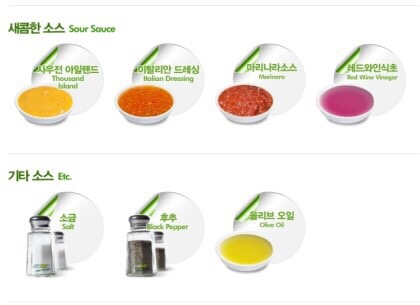 새콤한 소스 Sour Sauce
사우전 아일랜드
Thousand
Island
이탈리안 드레싱
Italian Dressing
마리나라소스
Marinara
레드와인식초
Red Wine Vinegar
기타 소스 Etc.
소금
Salt
후추
Black Pepper
올리브 오일
Olive Oil